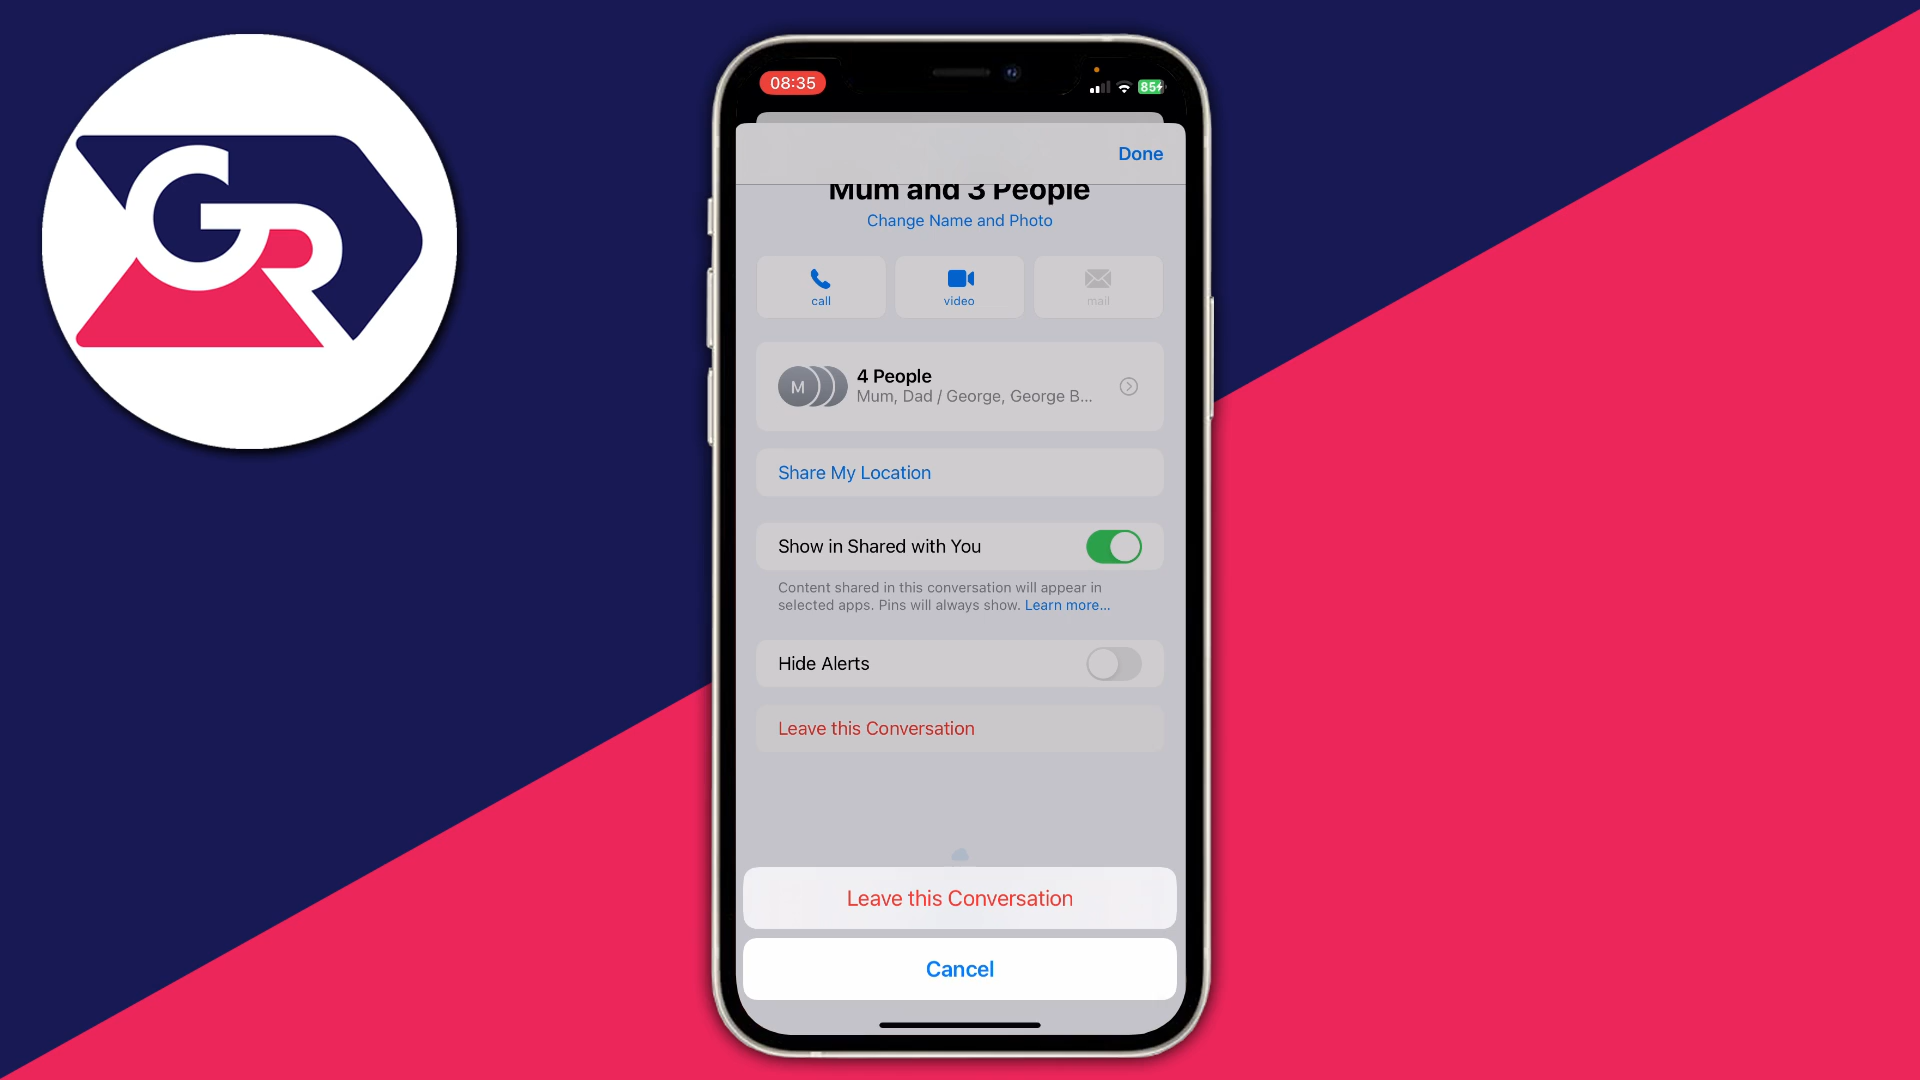 GR
08:35
85
Done
Mum and 3 People
Change Name and Photo
call
video
mail
M
4 People
Mum, Dad / George, George B...
Share My Location
Show in Shared with You
Content shared in this conversation will appear in
selected apps. Pins will always show. Learn more...
Hide Alerts
Leave this Conversation
Leave this Conversation
Cancel